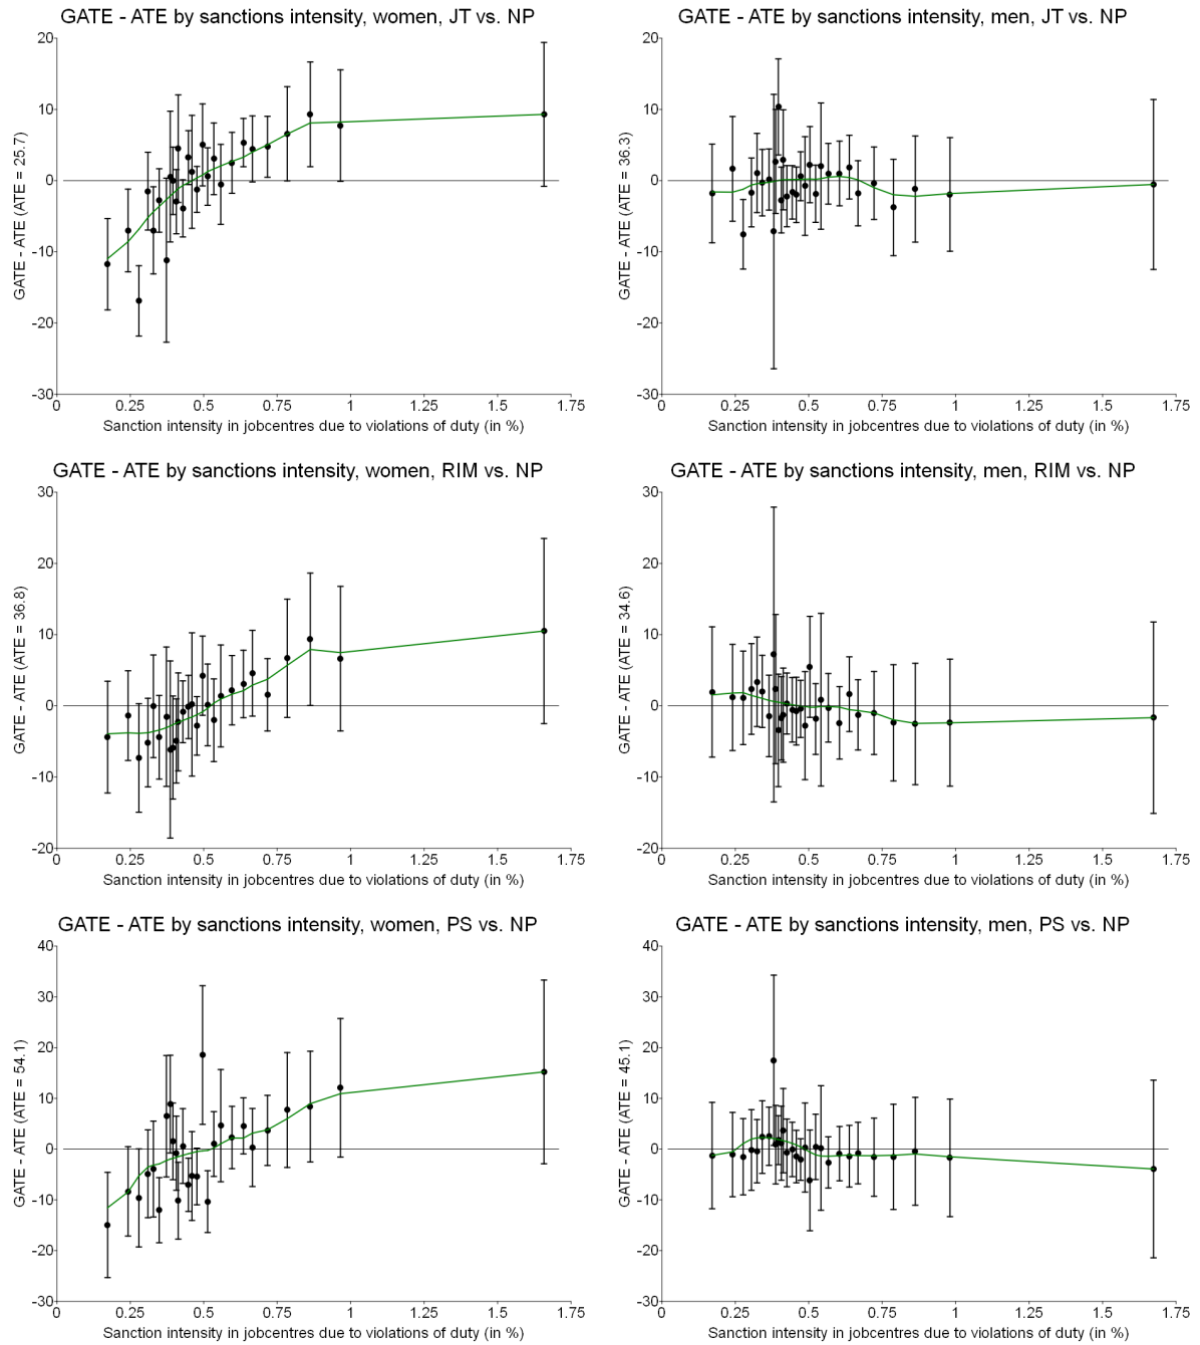 GATE - ATE by sanctions intensity, women, JT vs. NP
GATE - ATE (ATE = 25.7)
20
10
0
-10
-20
-30
0 0.25 0.5 0.75 1 1.25 1.5 1.75
Sanction intensity in jobcentres due to violations of duty (in %)
GATE - ATE by sanctions intensity, men, JT vs. NP
GATE - ATE (ATE = 36.3)
20
10
0
-10
-20
-30
0 0.25 0.5 0.75 1 1.25 1.5 1.75
Sanction intensity in jobcentres due to violations of duty (in %)
GATE - ATE by sanctions intensity, women, RIM vs. NP
GATE - ATE (ATE = 36.8)
30
20
10
0
-10
-20
0 0.25 0.5 0.75 1 1.25 1.5 1.75
Sanction intensity in jobcentres due to violations of duty (in %)
GATE - ATE by sanctions intensity, men, RIM vs. NP
GATE - ATE (ATE = 34.6)
30
20
10
0
-10
-20
0 0.25 0.5 0.75 1 1.25 1.5 1.75
Sanction intensity in jobcentres due to violations of duty (in %)
GATE - ATE by sanctions intensity, women, PS vs. NP
GATE - ATE (ATE = 54.1)
40
30
20
10
0
-10
-20
-30
0 0.25 0.5 0.75 1 1.25 1.5 1.75
Sanction intensity in jobcentres due to violations of duty (in %)
GATE - ATE by sanctions intensity, men, PS vs. NP
GATE - ATE (ATE = 45.1)
40
30
20
10
0
-10
-20
-30
0 0.25 0.5 0.75 1 1.25 1.5 1.75
Sanction intensity in jobcentres due to violations of duty (in %)